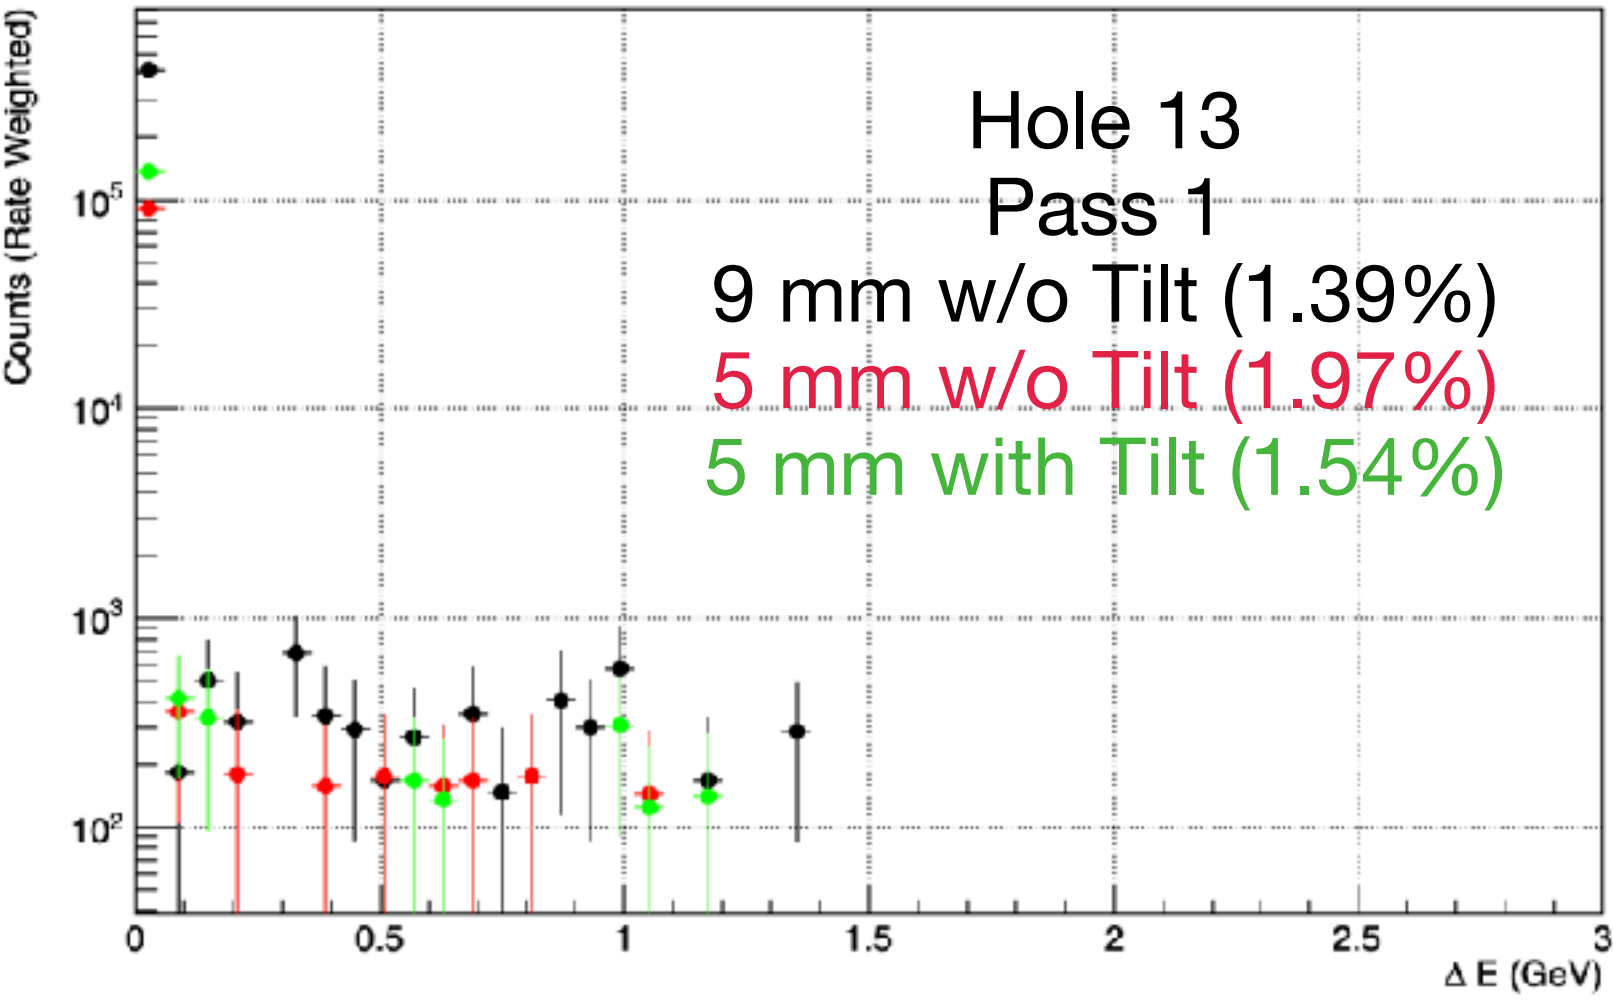 Counts (Rate Weighted)
10⁵
10⁴
10³
10²
Hole 13
Pass 1
9 mm w/o Tilt (1.39%)
5 mm w/o Tilt (1.97%)
5 mm with Tilt (1.54%)
0 0.5 1 1.5 2 2.5 3
Δ E (GeV)